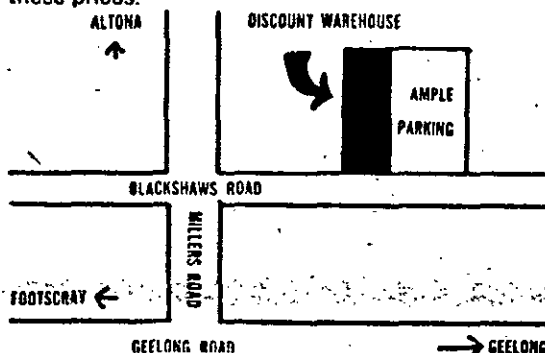 these prices.
ALTONA
DISCOUNT WAREHOUSE
AMPLE
PARKING
BLACKSHAWS ROAD
MILLERS ROAD
FOOTSCRAY
GEELONG ROAD
GEELONG